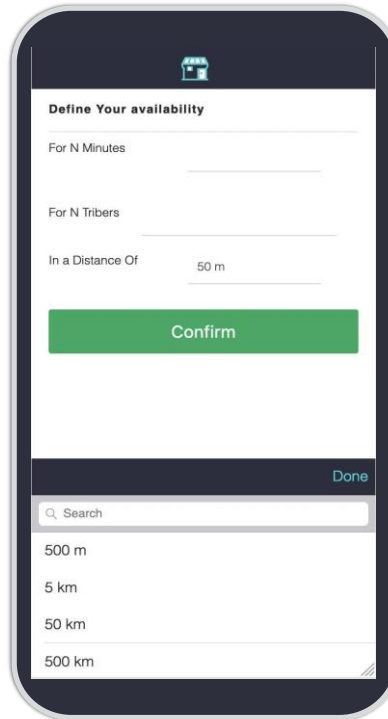 Define Your availability
For N Minutes
For N Tribers
In a Distance Of
50 m
Confirm
Done
Search
500 m
5 km
50 km
500 km